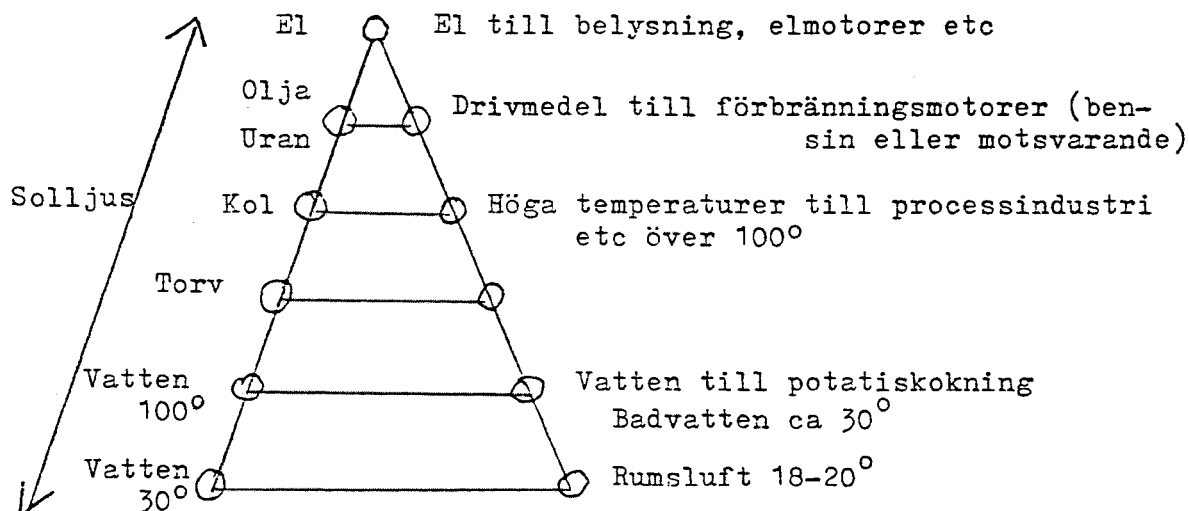 El El till belysning, elmotorer etc
Olja
Drivmedel till förbränningsmotorer (ben-
Uran sin eller motsvarande)
Solljus Kol Höga temperaturer till processindustri
etc över 100°
Torv
Vatten Vatten till potatiskokning
100° Badvatten ca 30°
Vatten Rumsluft 18-20°
30°